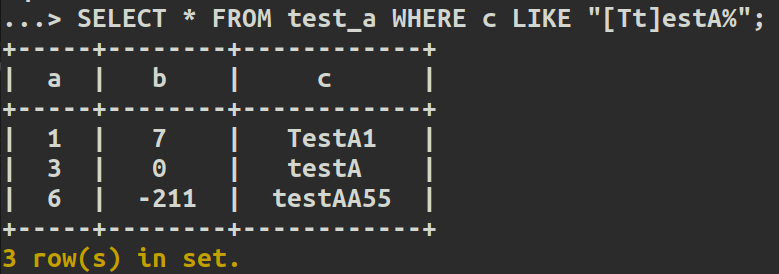 ...> SELECT * FROM test_a WHERE c LIKE "[Tt]estA%";
+-----+--------+------------+
|  a  |   b    |     c      |
+-----+--------+------------+
|  1  |   7    |   TestA1   |
|  3  |   0    |   testA    |
|  6  |  -211  |  testAA55  |
+-----+--------+------------+
3 row(s) in set.